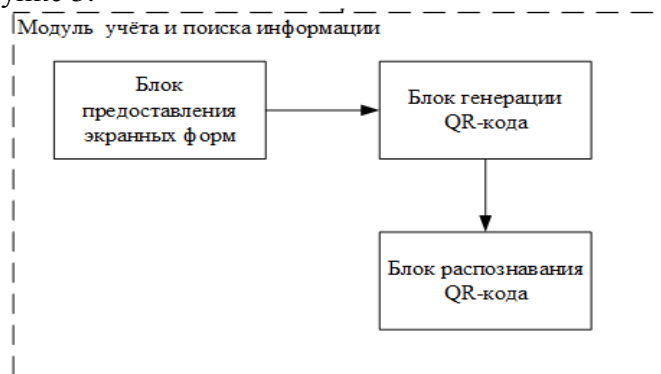 Модуль учёта и поиска информации
Блок
предоставления
экранных форм
Блок генерации
QR-кода
Блок распознавания
QR-кода